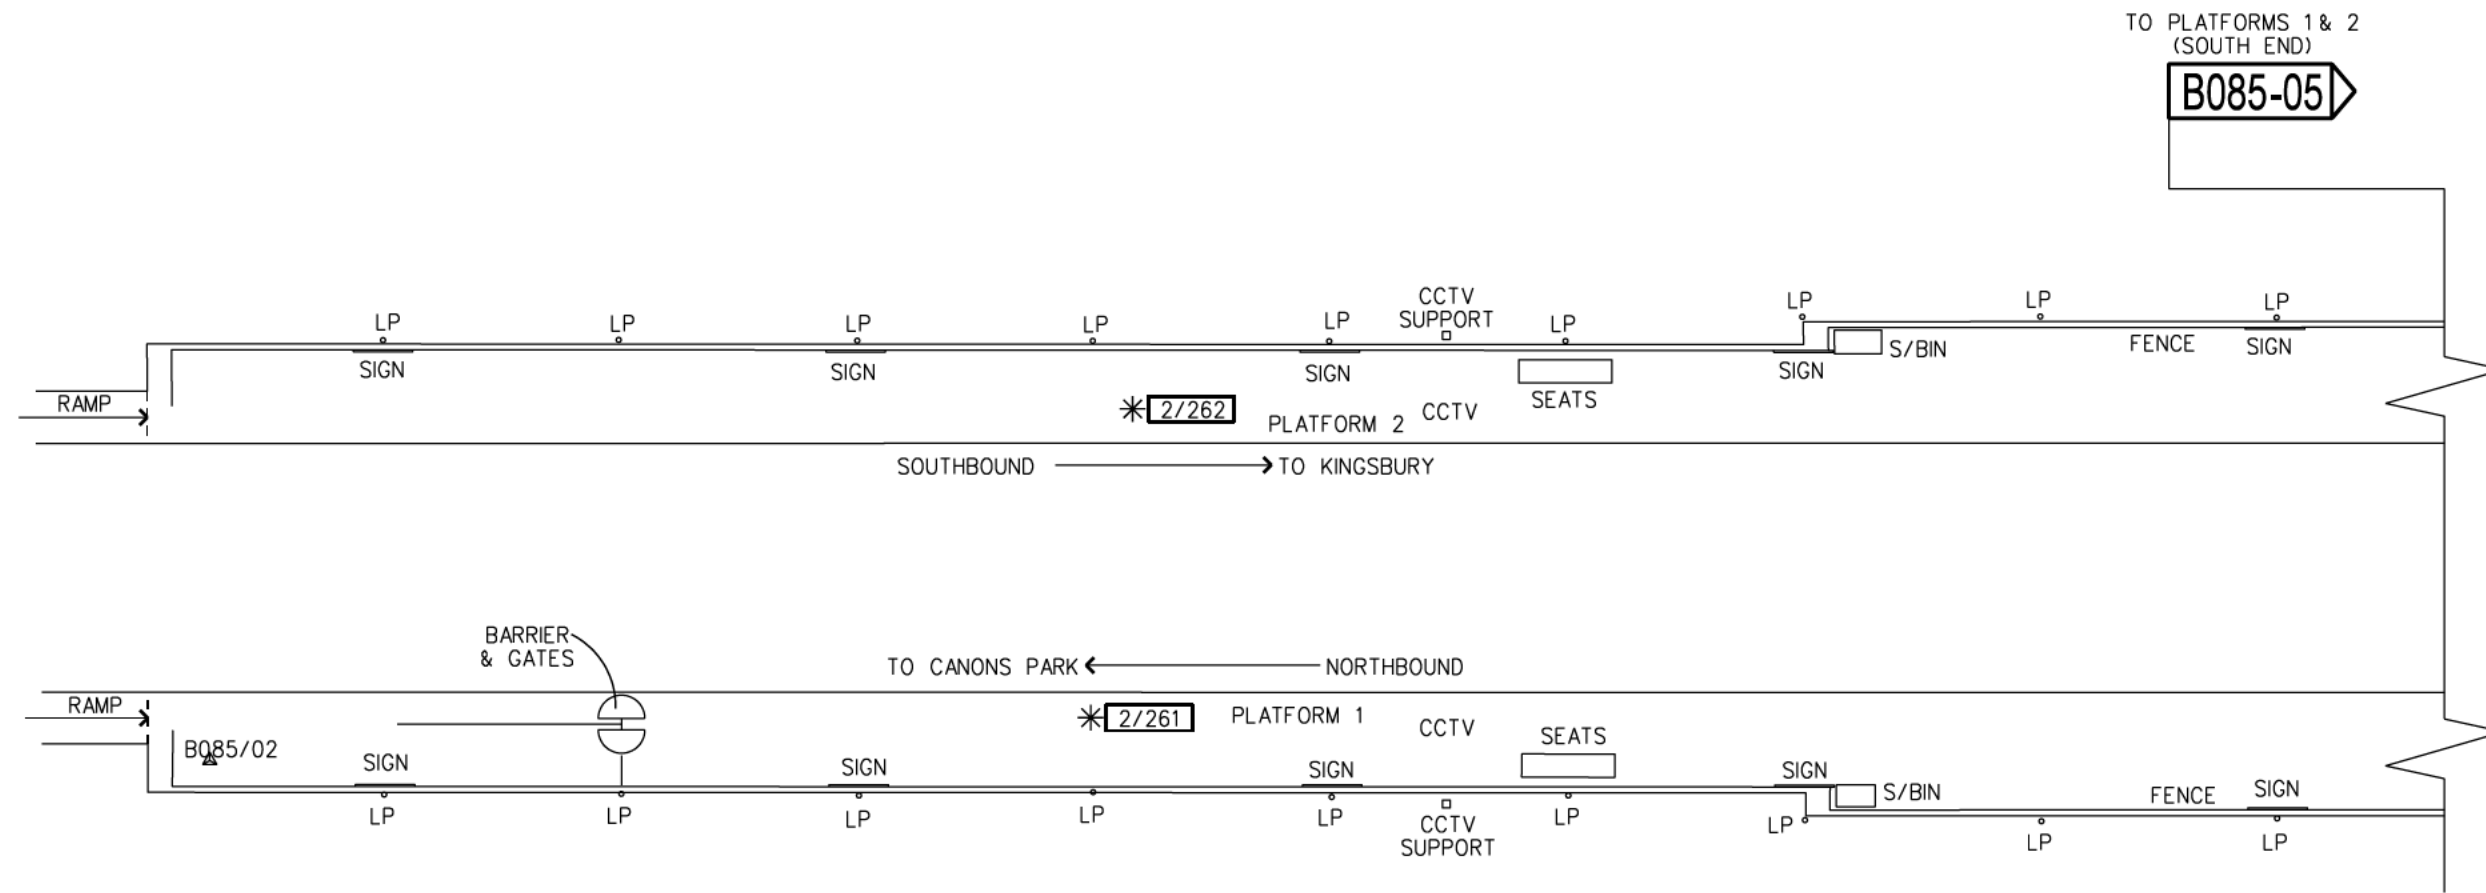 TO PLATFORMS 1 & 2
(SOUTH END)
B085-05
LP
LP
LP
LP
LP
CCTV
SUPPORT
LP
LP
LP
LP
SIGN
SIGN
SIGN
SIGN
S/BIN
FENCE
SIGN
RAMP
2/262
PLATFORM 2
CCTV
SEATS
SOUTHBOUND
TO KINGSBURY
BARRIER
& GATES
TO CANONS PARK
NORTHBOUND
RAMP
2/261
PLATFORM 1
CCTV
SEATS
B085/02
SIGN
SIGN
SIGN
SIGN
S/BIN
FENCE
SIGN
LP
LP
LP
LP
LP
CCTV
SUPPORT
LP
LP
LP
LP